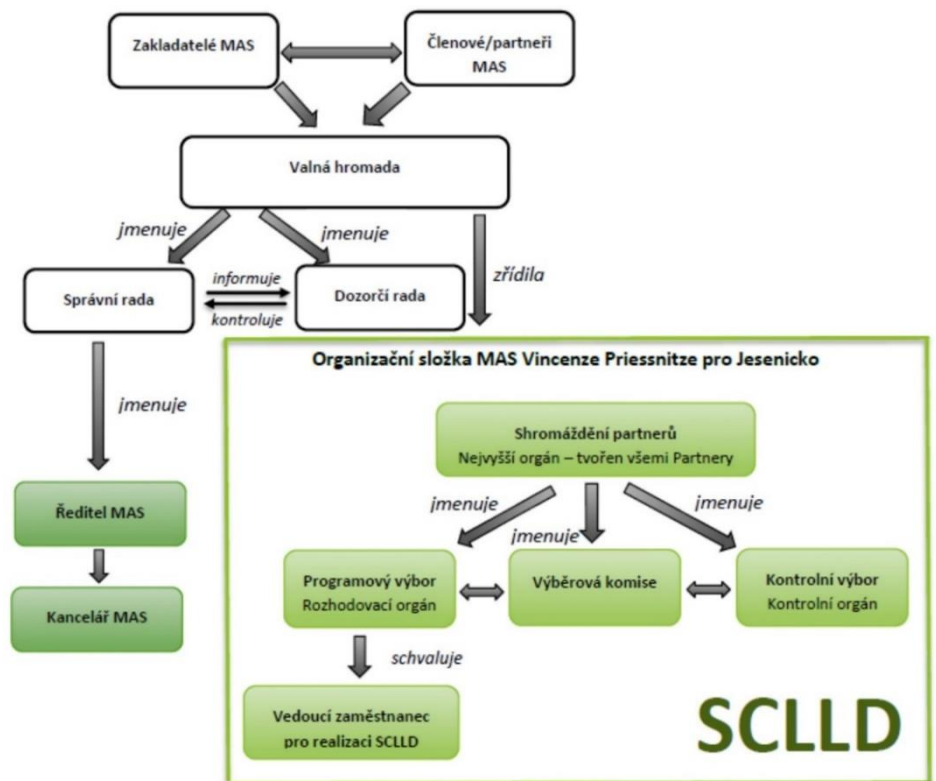 Zakladatelé MAS
Členové/partneři
MAS
Valná hromada
jmenuje
jmenuje
zřídila
Správní rada
informuje
kontroluje
Dozorčí rada
jmenuje
Ředitel MAS
Kancelář MAS
Organizační složka MAS Vincenze Priessnitze pro Jesenicko
Shromáždění partnerů
Nejvyšší orgán – tvořen všemi Partnery
jmenuje
jmenuje
jmenuje
Programový výbor
Rozhodovací orgán
Výběrová komise
Kontrolní výbor
Kontrolní orgán
schvaluje
Vedoucí zaměstnanec
pro realizaci SCLLD
SCLLD